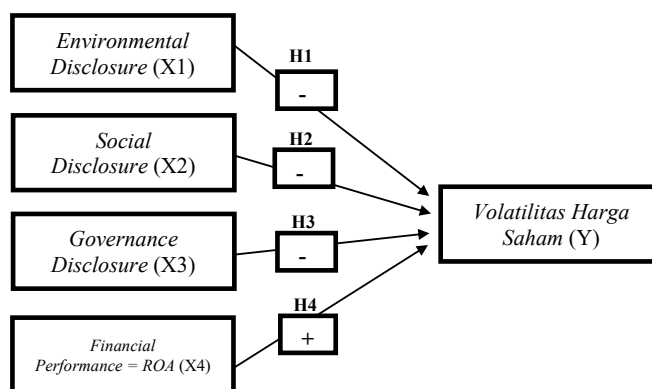 Environmental
Disclosure (X1)
H1
-
Social
Disclosure (X2)
H2
-
Governance
Disclosure (X3)
H3
-
Financial
Performance = ROA (X4)
H4
+
Volatilitas Harga
Saham (Y)